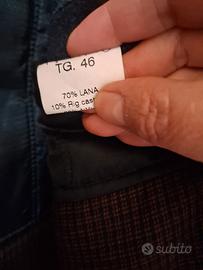 TG. 46
70% LANA
10% Rig
subito